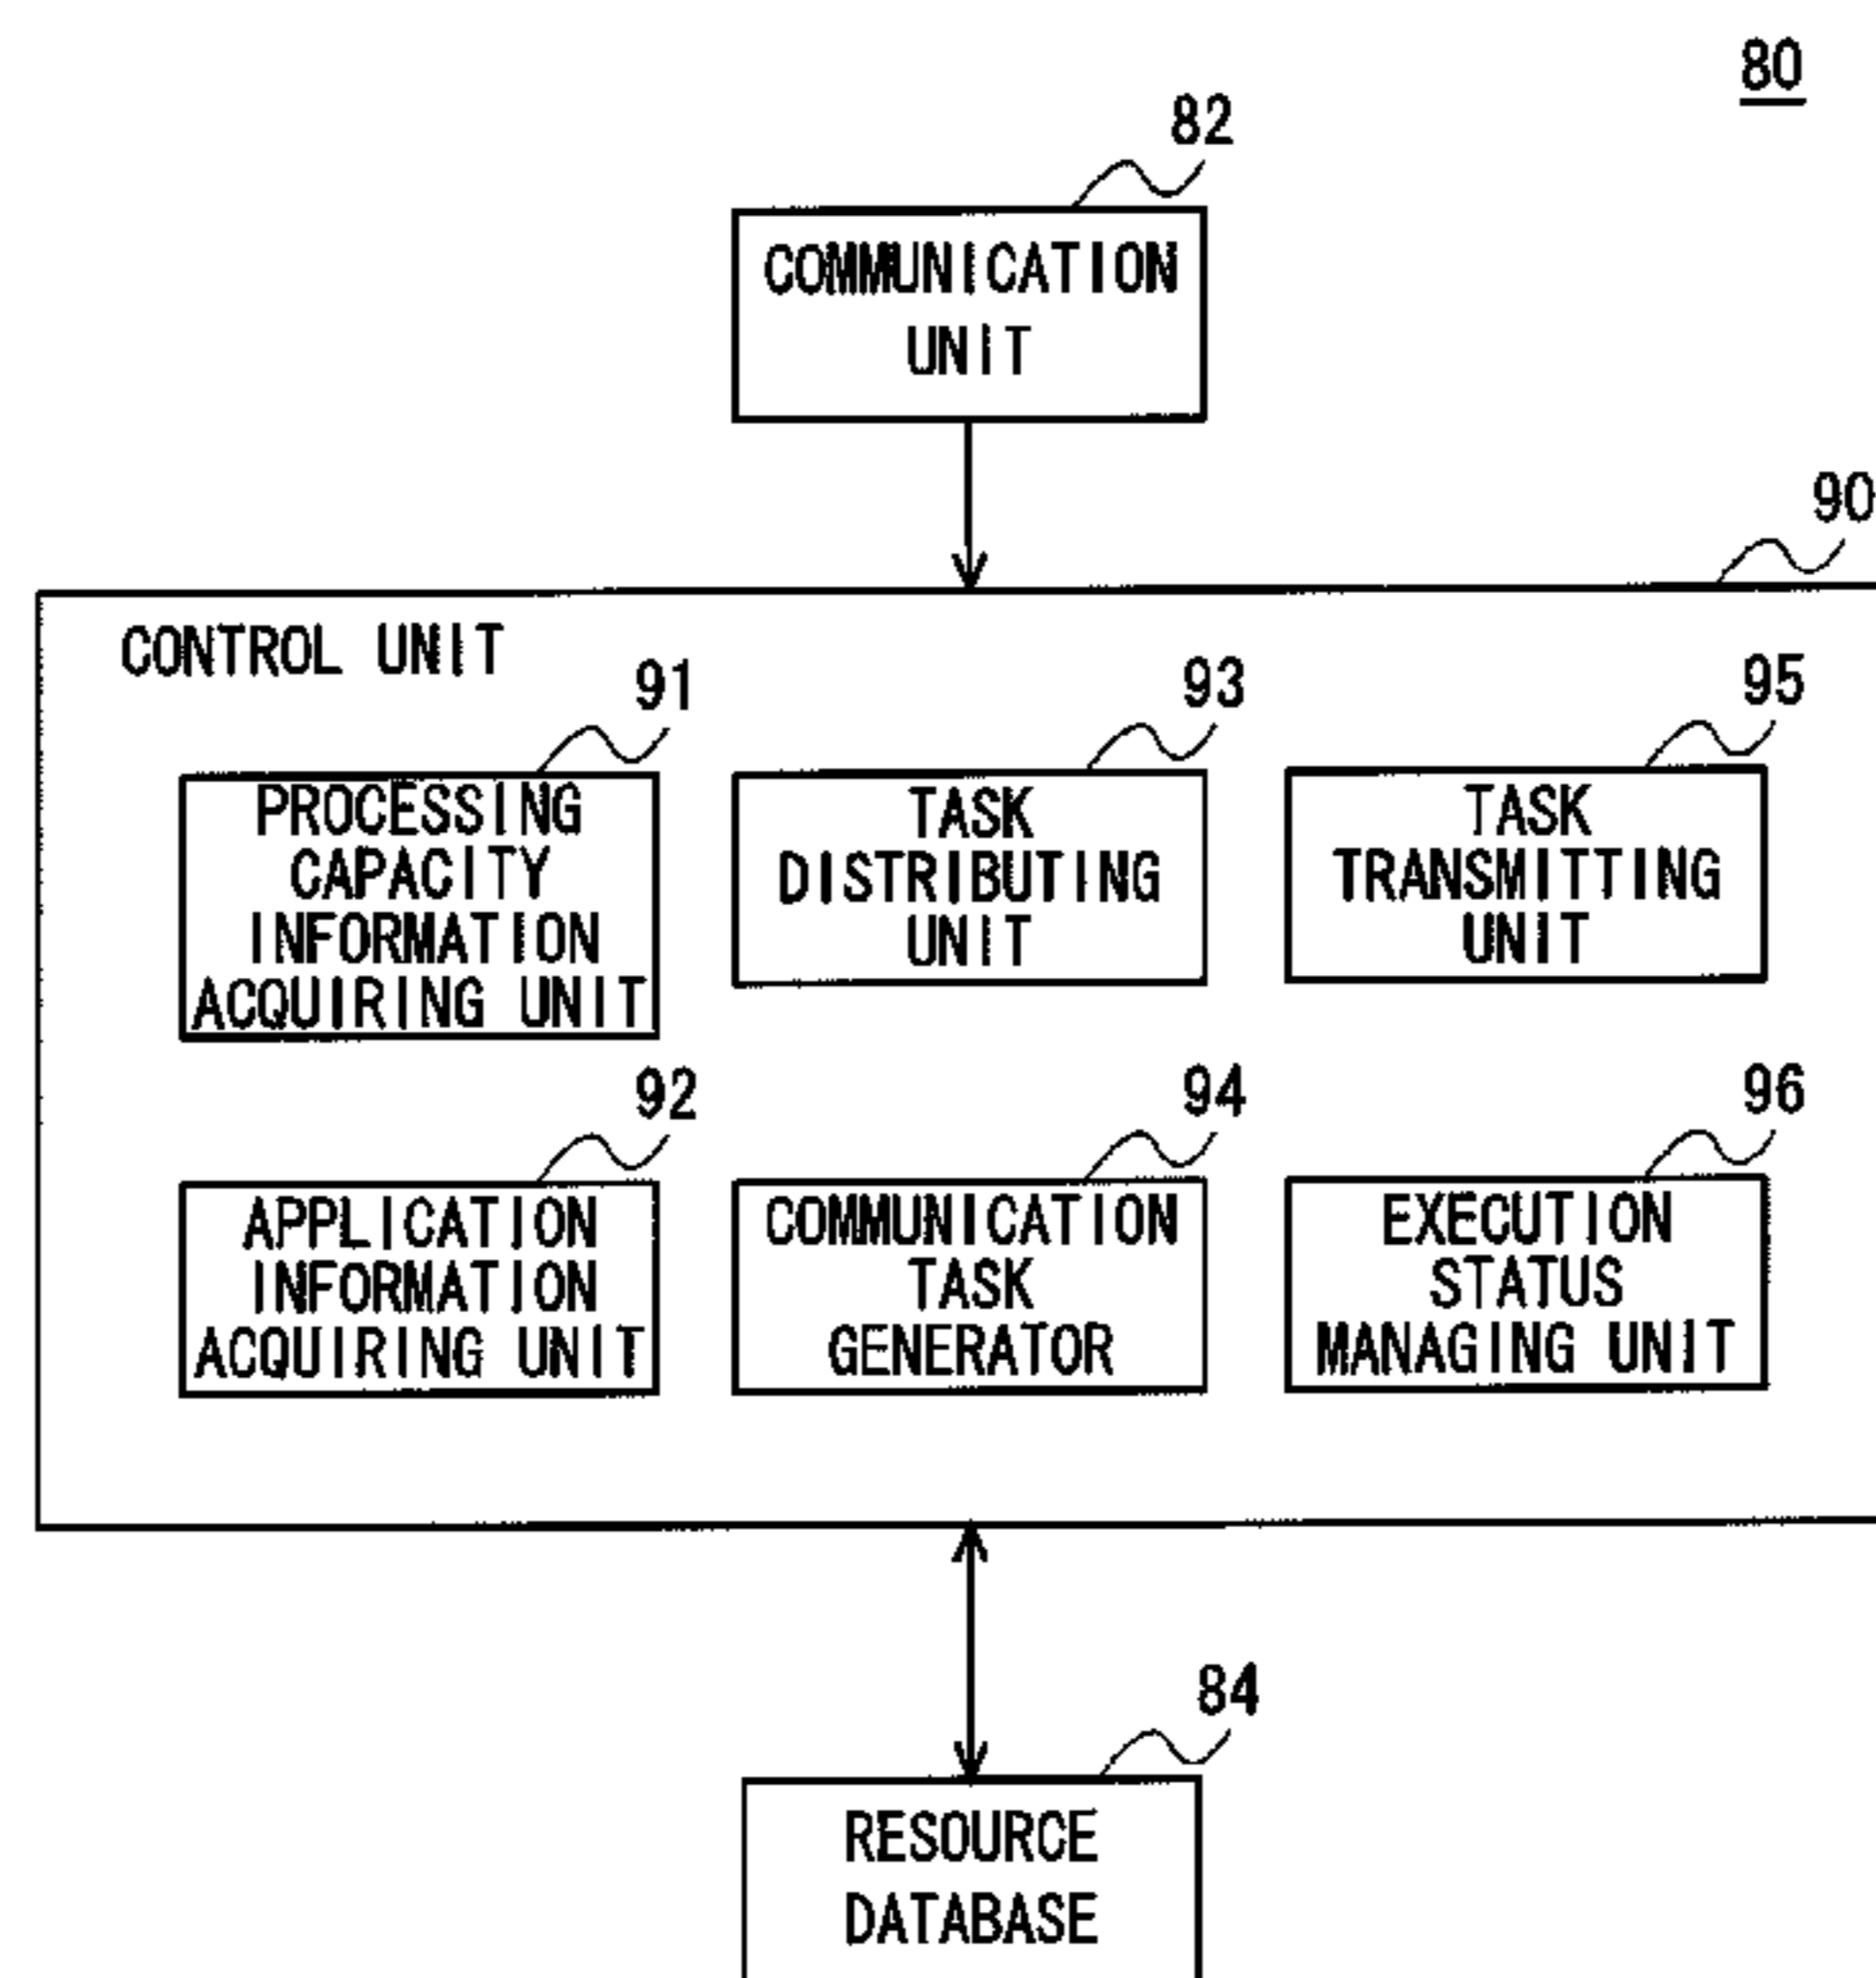 80
82
COMMUNICATION
UNIT
90
CONTROL UNIT
91
PROCESSING
CAPACITY
INFORMATION
ACQUIRING UNIT
93
TASK
DISTRIBUTING
UNIT
95
TASK
TRANSMITTING
UNIT
92
APPLICATION
INFORMATION
ACQUIRING UNIT
94
COMMUNICATION
TASK
GENERATOR
96
EXECUTION
STATUS
MANAGING UNIT
84
RESOURCE
DATABASE